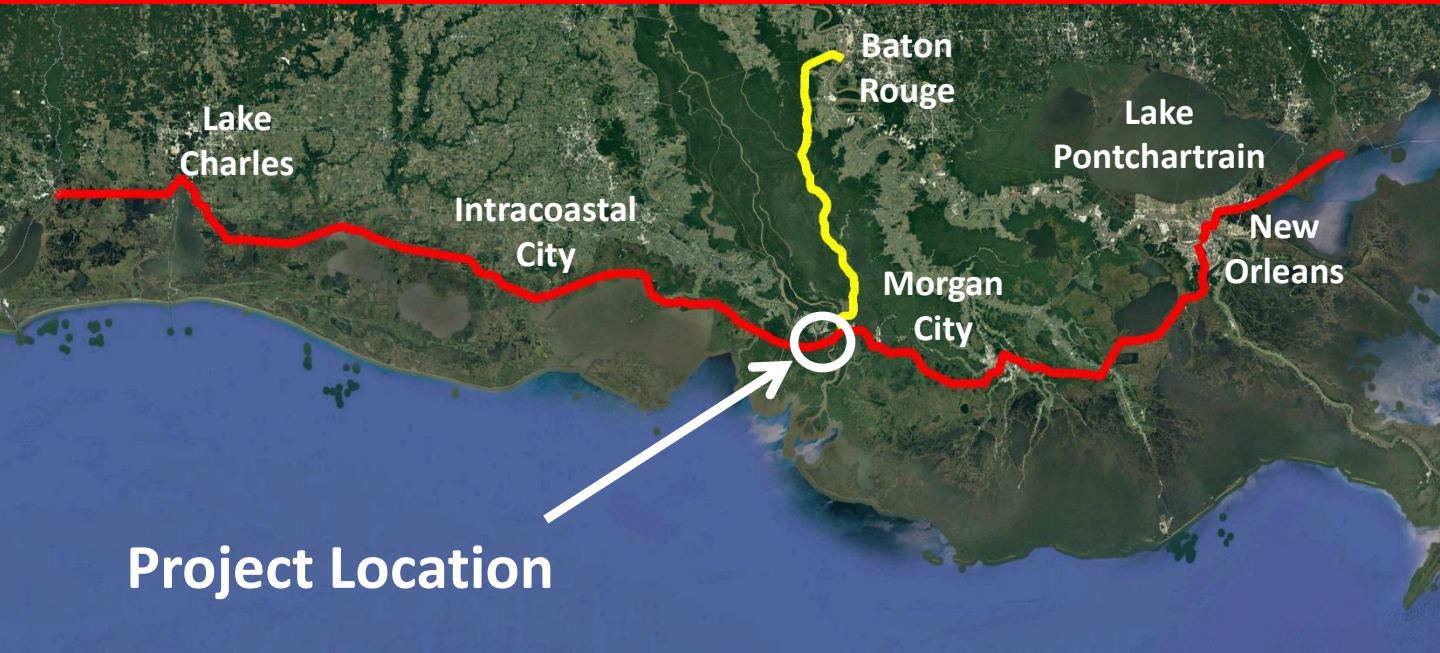 Baton
Rouge
Lake
Charles
Lake
Pontchartrain
Intracoastal
City
New
Orleans
Morgan
City
Project Location